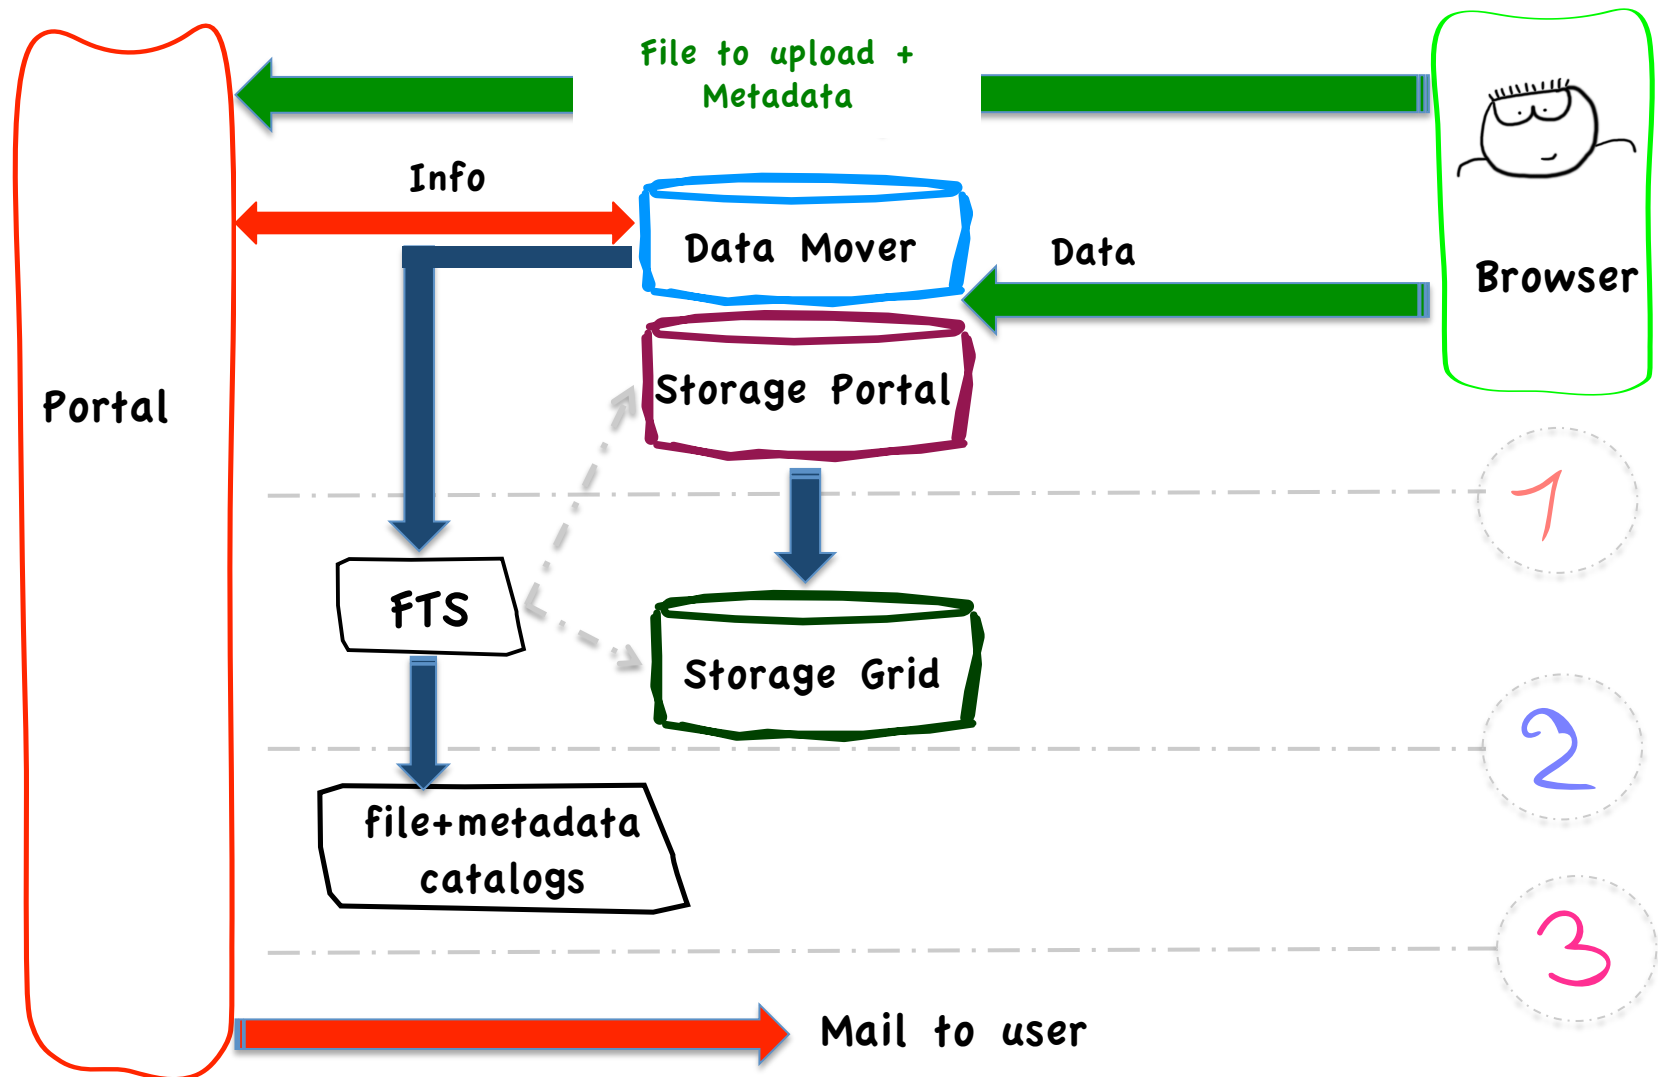 File to upload +
Metadata
Info
Data Mover
Data
Browser
Storage Portal
Portal
1
FTS
Storage Grid
2
file+metadata
catalogs
3
Mail to user